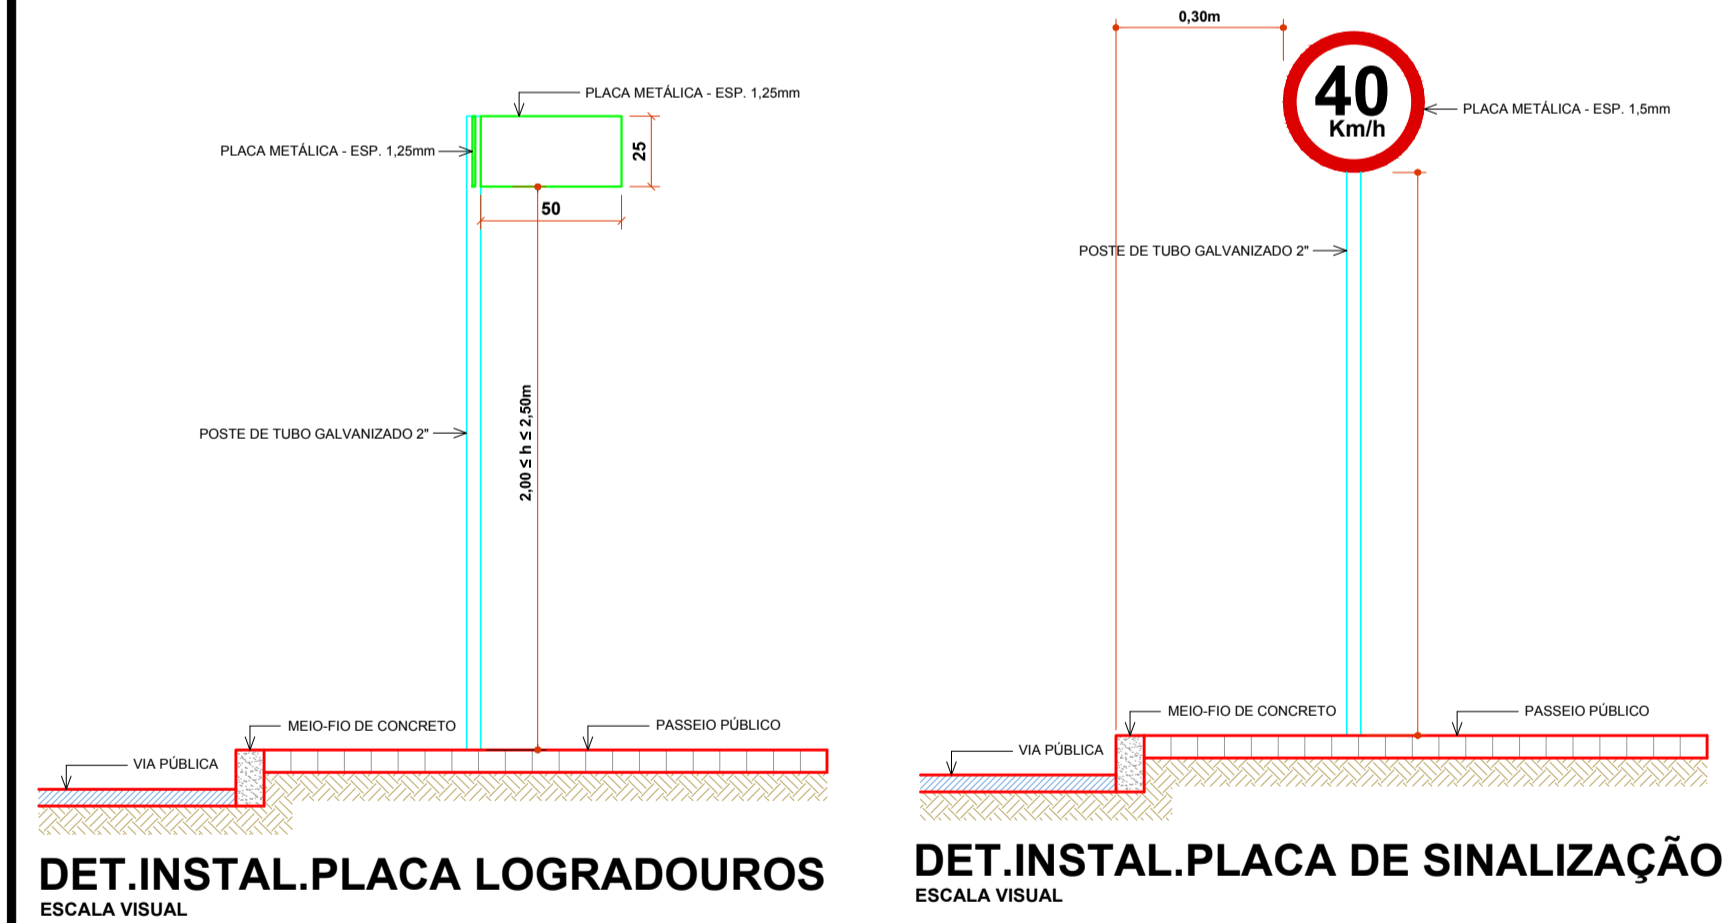 PLACA METÁLICA - ESP. 1,25mm
PLACA METÁLICA - ESP. 1,25mm
25
50
POSTE DE TUBO GALVANIZADO 2"
2,00 ≤ h ≤ 2,50m
MEIO-FIO DE CONCRETO
PASSEIO PÚBLICO
VIA PÚBLICA
DET.INSTAL.PLACA LOGRADOUROS
ESCALA VISUAL
0,30m
40
Km/h
PLACA METÁLICA - ESP. 1,5mm
POSTE DE TUBO GALVANIZADO 2"
MEIO-FIO DE CONCRETO
PASSEIO PÚBLICO
VIA PÚBLICA
DET.INSTAL.PLACA DE SINALIZAÇÃO
ESCALA VISUAL